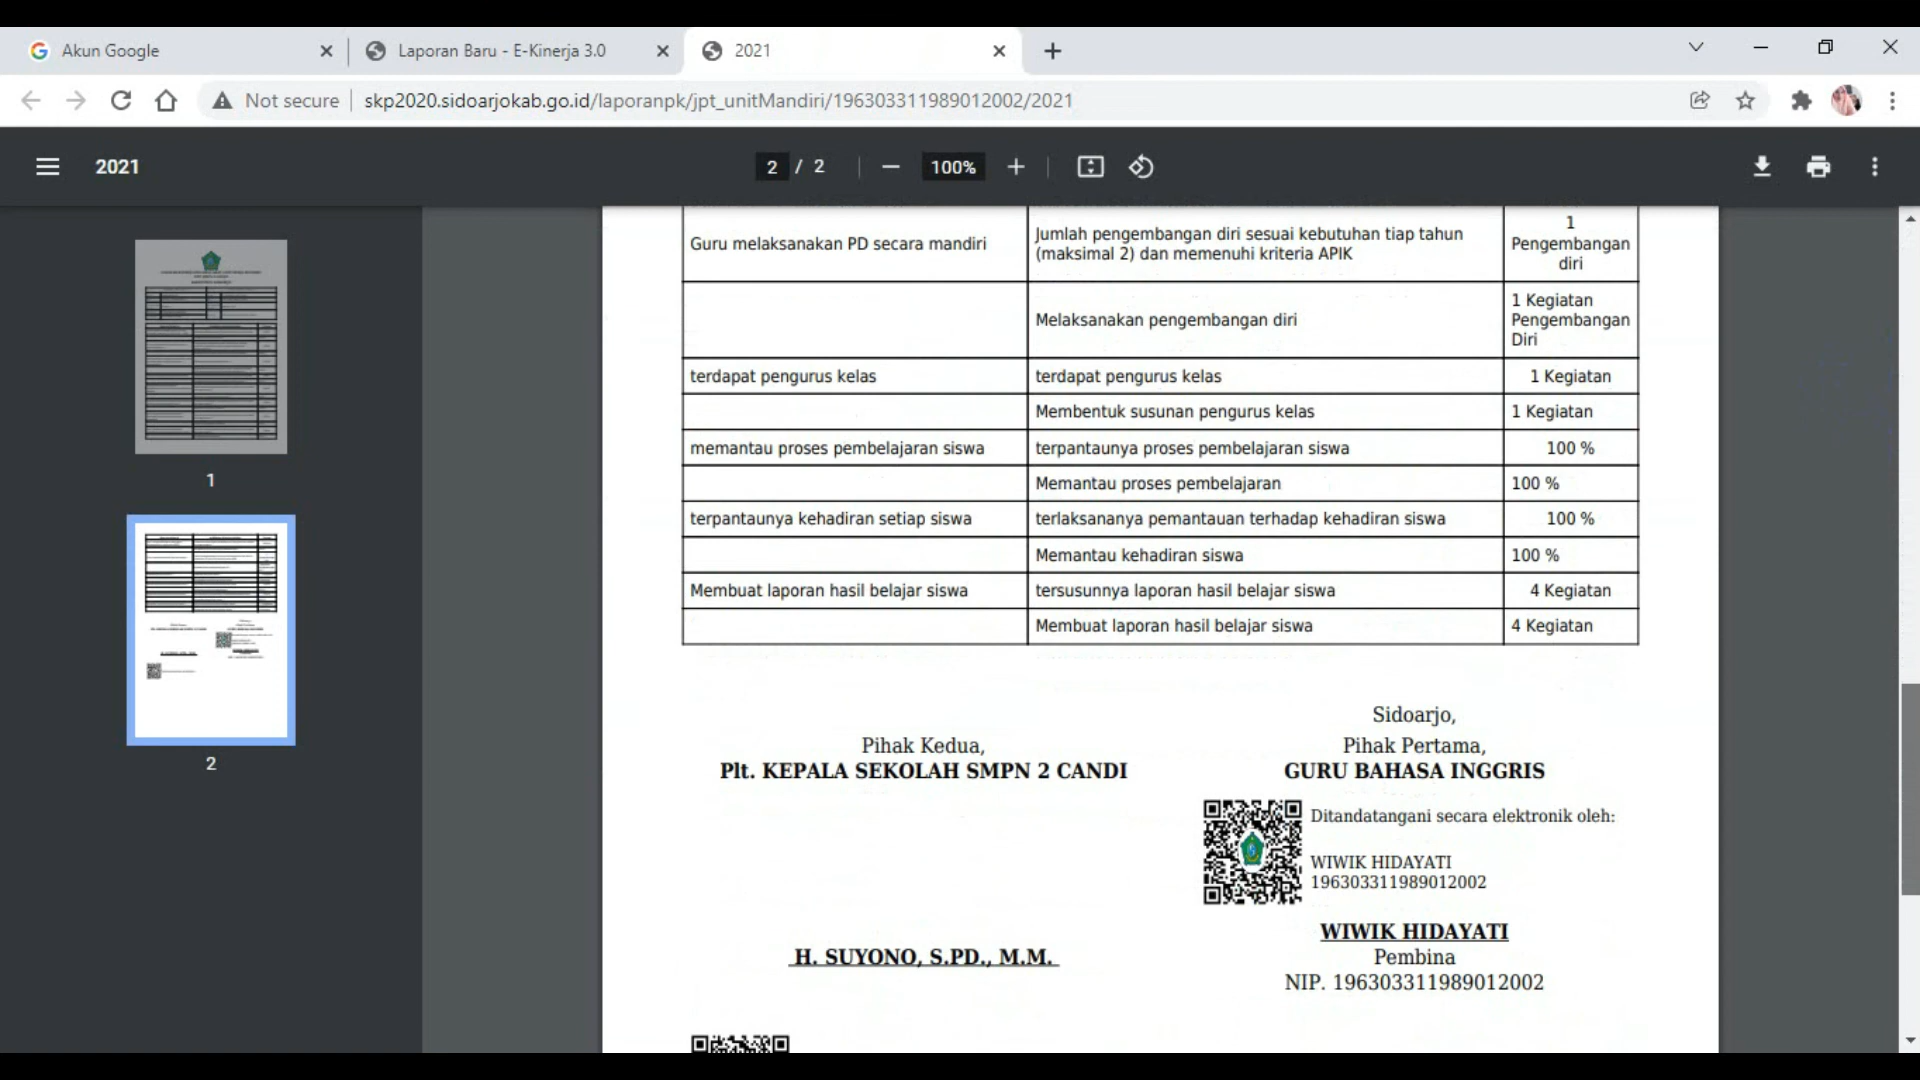 Akun Google
Laporan Baru - E-Kinerja 3.0
2021
Not secure
skp2020.sidoarjokab.go.id/laporanpk/jpt_unitMandiri/196303311989012002/2021
2021
2 / 2
100%
1
2
Guru melaksanakan PD secara mandiri
Jumlah pengembangan diri sesuai kebutuhan tiap tahun
(maksimal 2) dan memenuhi kriteria APIK
1
Pengembangan
diri
Melaksanakan pengembangan diri
1 Kegiatan
Pengembangan
Diri
terdapat pengurus kelas
terdapat pengurus kelas
1 Kegiatan
Membentuk susunan pengurus kelas
1 Kegiatan
memantau proses pembelajaran siswa
terpantaunya proses pembelajaran siswa
100 %
Memantau proses pembelajaran
100 %
terpantaunya kehadiran setiap siswa
terlaksananya pemantauan terhadap kehadiran siswa
100 %
Memantau kehadiran siswa
100 %
Membuat laporan hasil belajar siswa
tersusunnya laporan hasil belajar siswa
4 Kegiatan
Membuat laporan hasil belajar siswa
4 Kegiatan
Pihak Kedua,
Plt. KEPALA SEKOLAH SMPN 2 CANDI
H. SUYONO, S.PD., M.M.
Sidoarjo,
Pihak Pertama,
GURU BAHASA INGGRIS
Ditandatangani secara elektronik oleh:
WIWIK HIDAYATI
196303311989012002
WIWIK HIDAYATI
Pembina
NIP. 196303311989012002